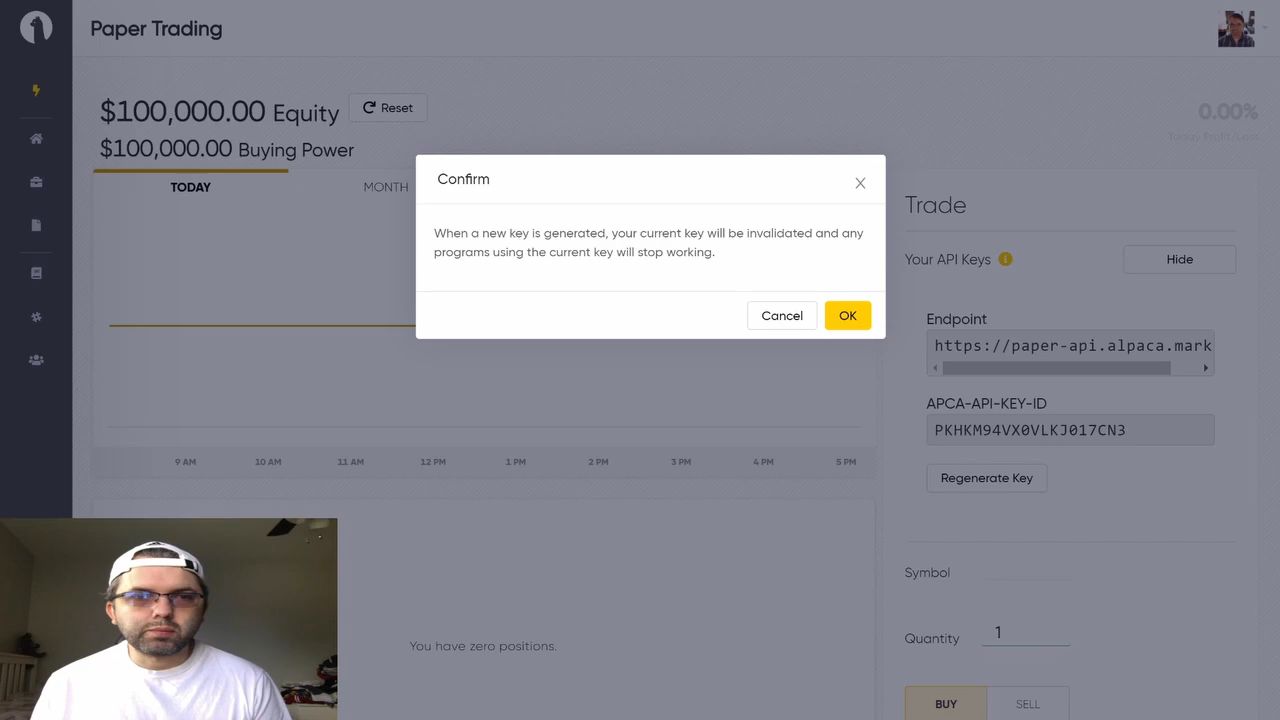 Paper Trading
$100,000.00 Equity
Reset
0.00%
Today Profit/Loss
$100,000.00 Buying Power
TODAY
MONTH
Confirm
When a new key is generated, your current key will be invalidated and any
programs using the current key will stop working.
Cancel
OK
Trade
Your API Keys
Hide
Endpoint
https://paper-api.alpaca.mark
APCA-API-KEY-ID
PKHKM94VX0VLKJ017CN3
Regenerate Key
9 AM
10 AM
11 AM
12 PM
1 PM
2 PM
3 PM
4 PM
5 PM
You have zero positions.
Symbol
Quantity
1
BUY
SELL